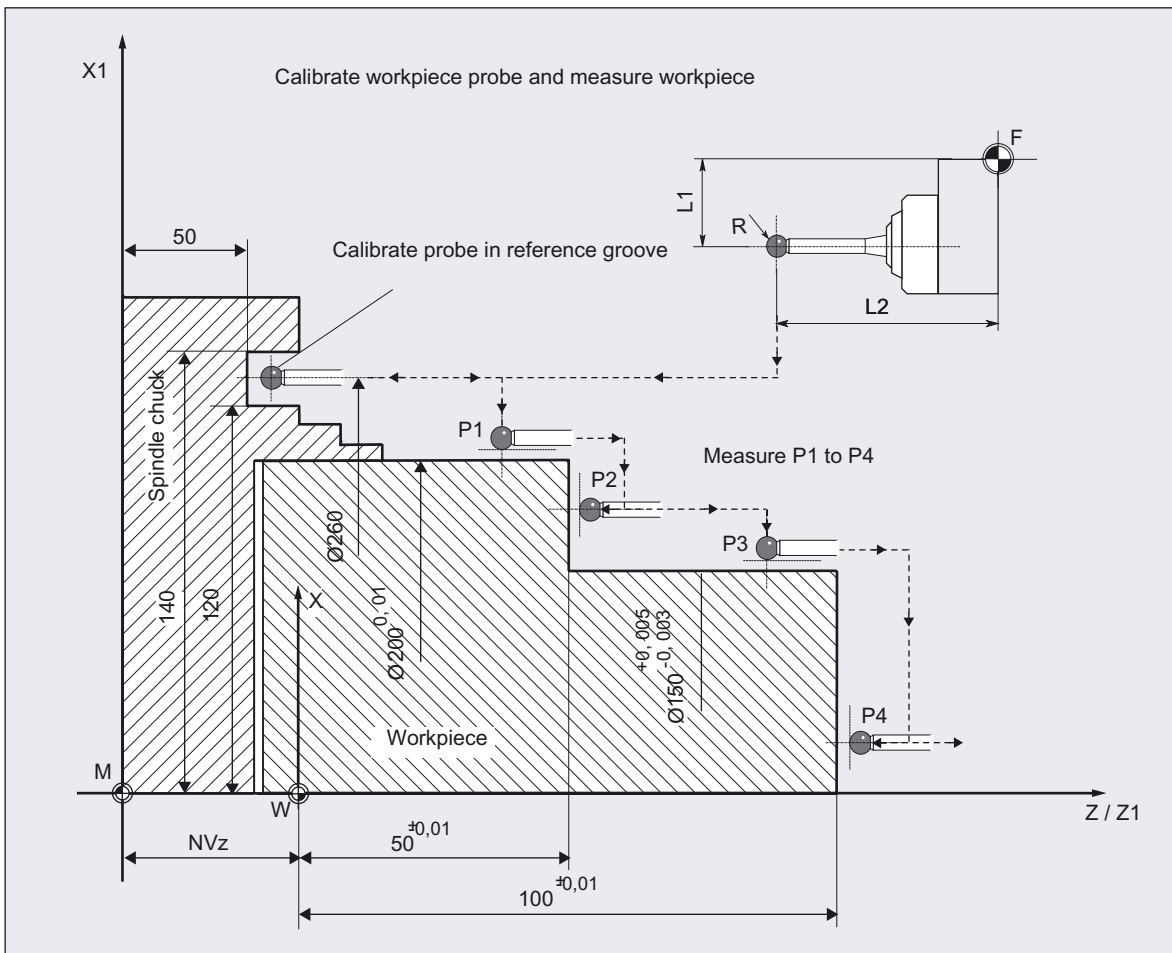 X1
Calibrate workpiece probe and measure workpiece
F
L1
R
50
Calibrate probe in reference groove
L2
Spindle chuck
P1
Measure P1 to P4
P2
P3
Ø260
140
120
X
Ø200 0,01
+0,005
Ø150 -0,003
P4
Workpiece
M
W
Z / Z1
NVz
50 ±0,01
100 ±0,01